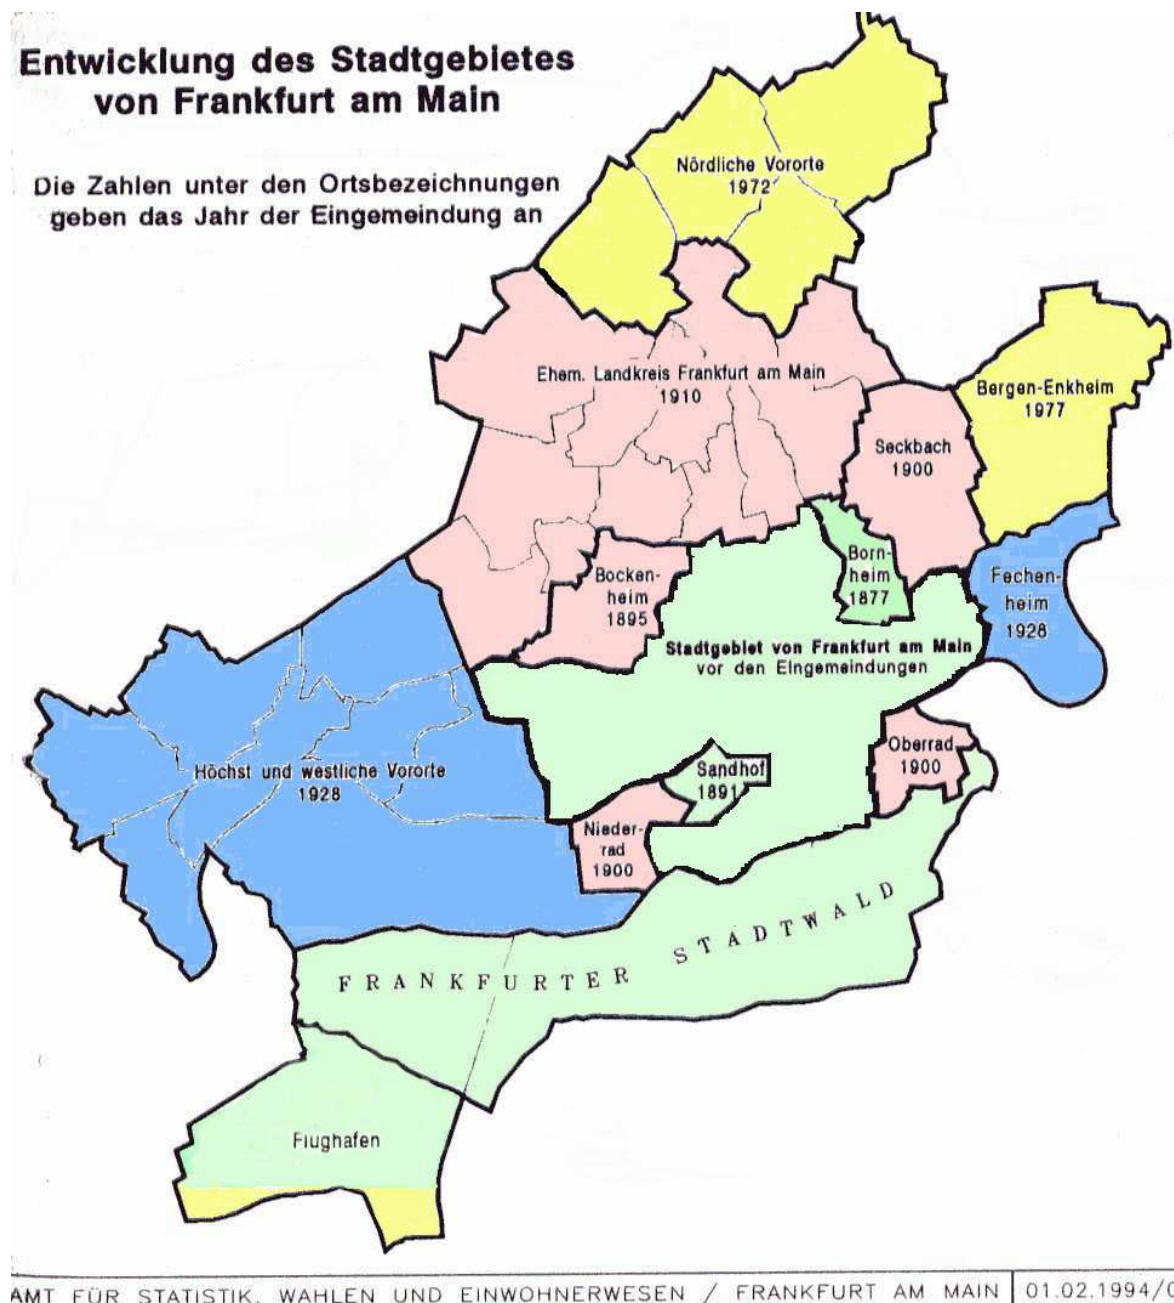 Entwicklung des Stadtgebietes
von Frankfurt am Main
Die Zahlen unter den Ortsbezeichnungen
geben das Jahr der Eingemeindung an
Nördliche Vororte
1972
Ehem. Landkreis Frankfurt am Main
1910
Bergen-Enkheim
1977
Seckbach
1900
Born-
heim
1877
Bocken-
heim
1895
Fechen-
heim
1928
Stadtgebiet von Frankfurt am Main
vor den Eingemeindungen
Höchst und westliche Vororte
1928
Oberrad
1900
Sandhof
1891
Nieder-
rad
1900
FRANKFURTER STADTWALD
Flughafen
AMT FÜR STATISTIK, WAHLEN UND EINWOHNERWESEN / FRANKFURT AM MAIN
01.02.1994/